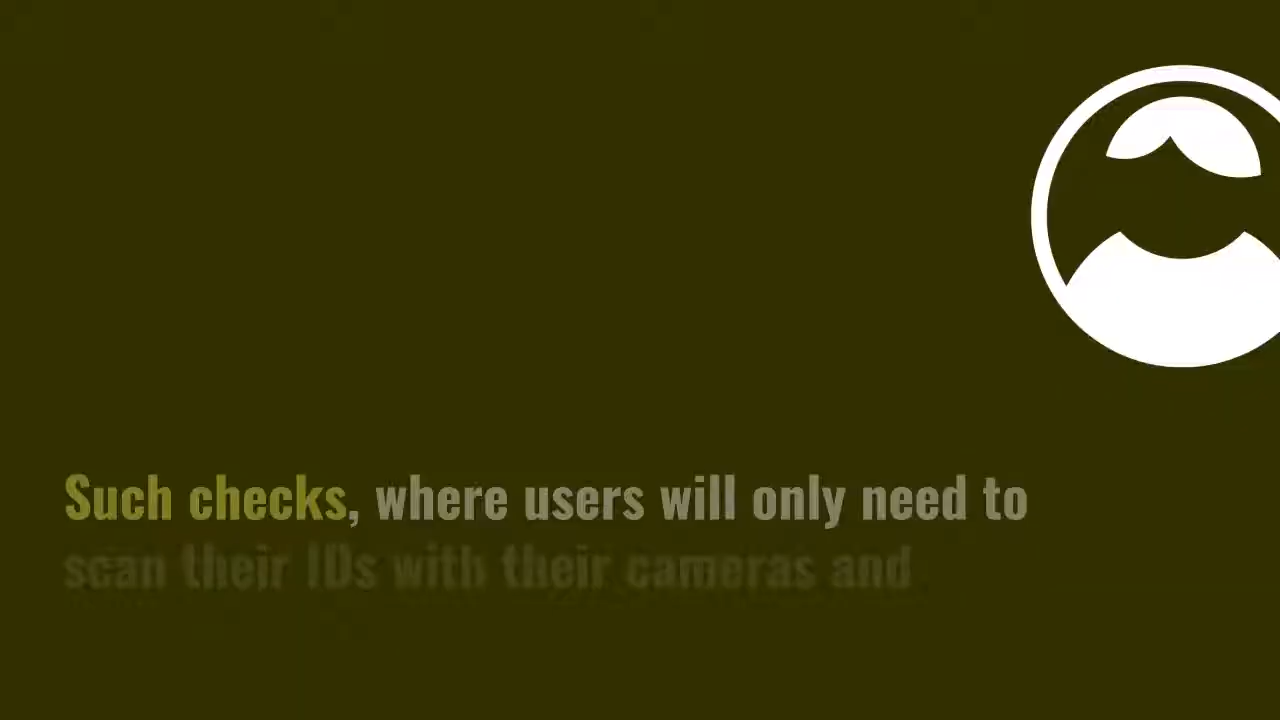 Such checks, where users will only need to
scan their IDs with their cameras and